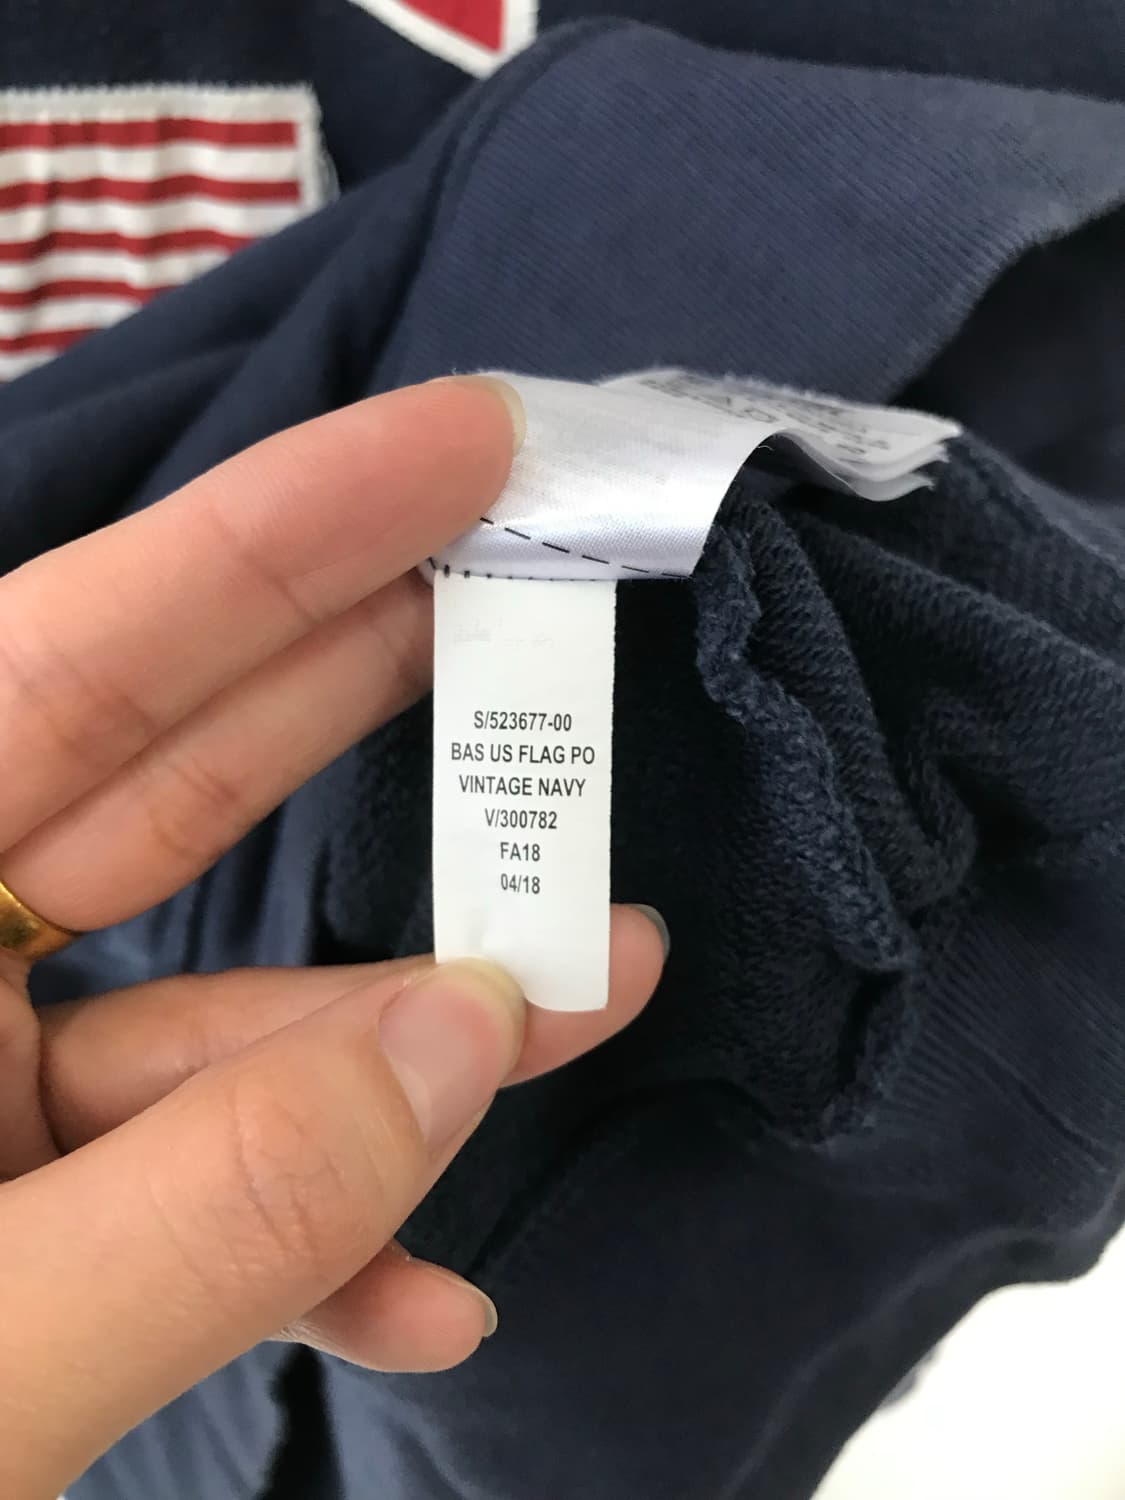 S/523677-00
BAS US FLAG PO
VINTAGE NAVY
V/300782
FA18
04/18